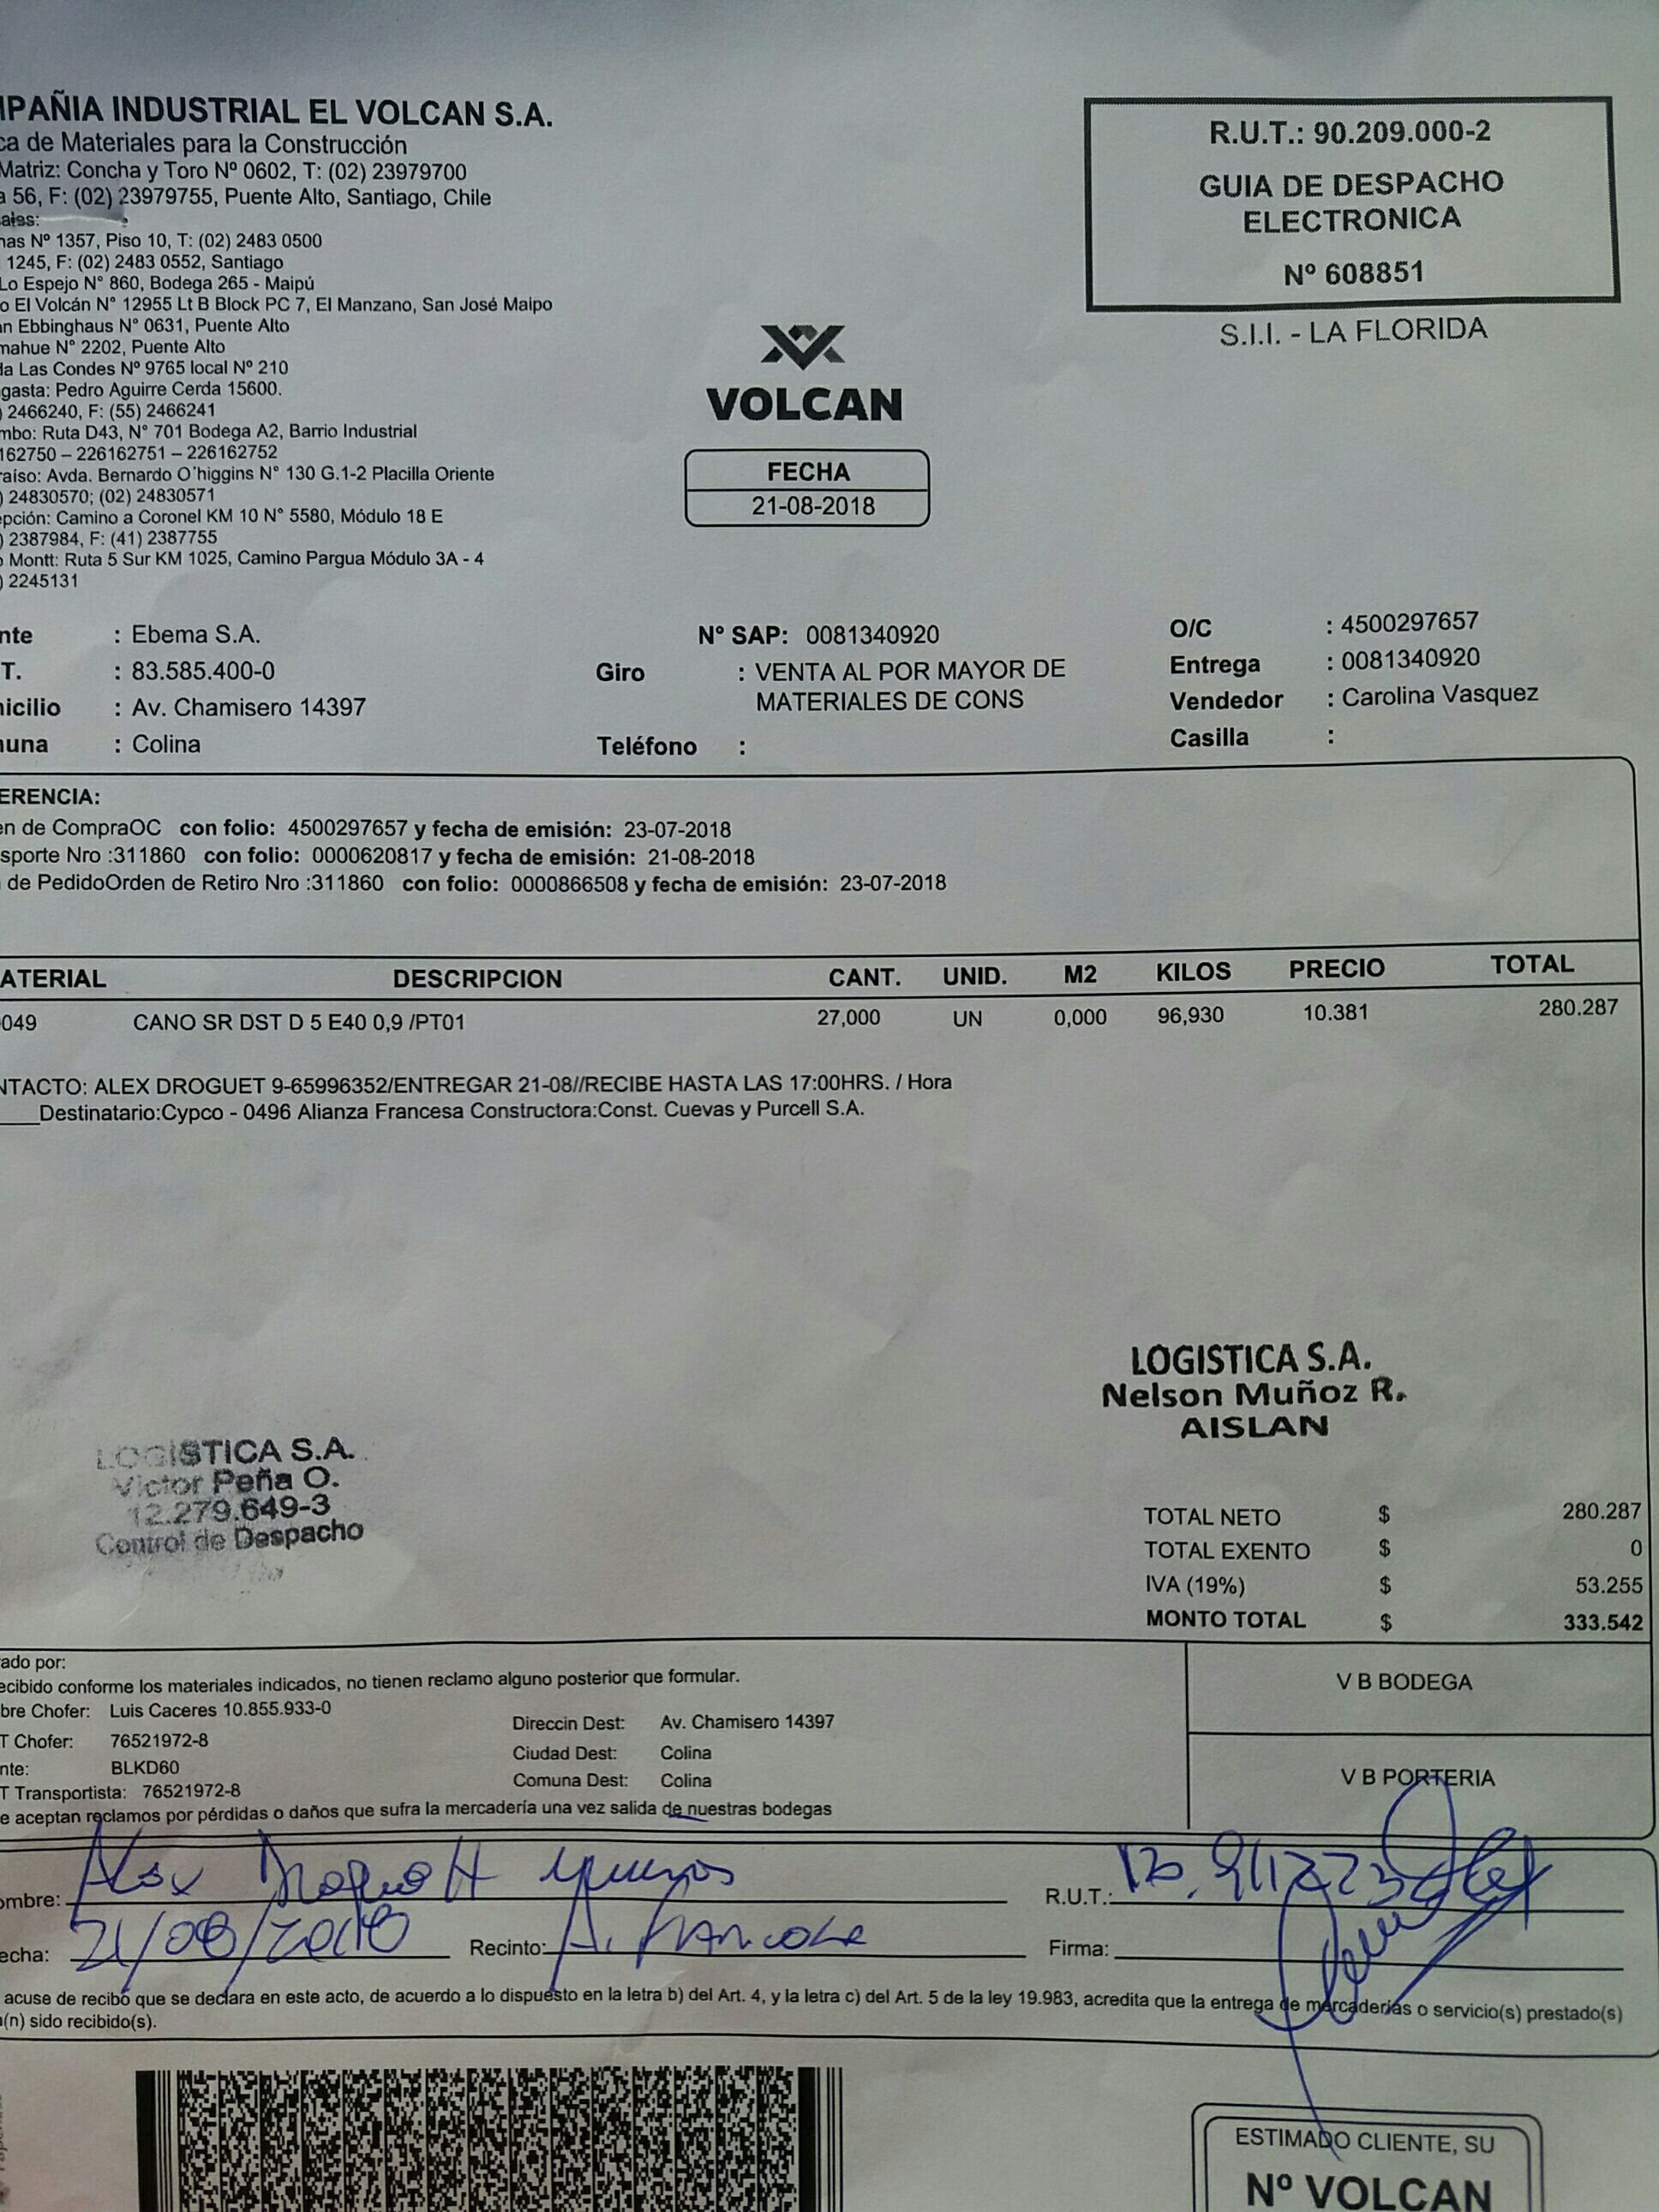 MPAÑIA INDUSTRIAL EL VOLCAN S.A.
ca de Materiales para la Construcción
Matriz: Concha y Toro Nº 0602, T: (02) 23979700
a 56, F: (02) 23979755, Puente Alto, Santiago, Chile
ales:
nas Nº 1357, Piso 10, T: (02) 2483 0500
1245, F: (02) 2483 0552, Santiago
Lo Espejo N° 860, Bodega 265 - Maipú
o El Volcán N° 12955 Lt B Block PC 7, El Manzano, San José Maipo
an Ebbinghaus N° 0631, Puente Alto
mahue N° 2202, Puente Alto
da Las Condes Nº 9765 local Nº 210
gasta: Pedro Aguirre Cerda 15600.
) 2466240, F: (55) 2466241
mbo: Ruta D43, N° 701 Bodega A2, Barrio Industrial
162750 – 226162751 – 226162752
raíso: Avda. Bernardo O'higgins N° 130 G.1-2 Placilla Oriente
) 24830570; (02) 24830571
epción: Camino a Coronel KM 10 N° 5580, Módulo 18 E
) 2387984, F: (41) 2387755
o Montt: Ruta 5 Sur KM 1025, Camino Pargua Módulo 3A - 4
) 2245131
VOLCAN
FECHA
21-08-2018
R.U.T.: 90.209.000-2
GUIA DE DESPACHO
ELECTRONICA
Nº 608851
S.I.I. - LA FLORIDA
nte : Ebema S.A. N° SAP: 0081340920 O/C : 4500297657
T. : 83.585.400-0 Giro : VENTA AL POR MAYOR DE Entrega : 0081340920
icilio : Av. Chamisero 14397 MATERIALES DE CONS Vendedor : Carolina Vasquez
una : Colina Teléfono : Casilla :
ERENCIA:
en de CompraOC con folio: 4500297657 y fecha de emisión: 23-07-2018
sporte Nro :311860 con folio: 0000620817 y fecha de emisión: 21-08-2018
de PedidoOrden de Retiro Nro :311860 con folio: 0000866508 y fecha de emisión: 23-07-2018
ATERIAL DESCRIPCION CANT. UNID. M2 KILOS PRECIO TOTAL
049 CANO SR DST D 5 E40 0,9 /PT01 27,000 UN 0,000 96,930 10.381 280.287
NTACTO: ALEX DROGUET 9-65996352/ENTREGAR 21-08//RECIBE HASTA LAS 17:00HRS. / Hora
____Destinatario:Cypco - 0496 Alianza Francesa Constructora:Const. Cuevas y Purcell S.A.
LOGISTICA S.A.
Nelson Muñoz R.
AISLAN
LOGISTICA S.A.
Victor Peña O.
12.279.649-3
Control de Despacho
TOTAL NETO $ 280.287
TOTAL EXENTO $ 0
IVA (19%) $ 53.255
MONTO TOTAL $ 333.542
ado por:
ecibido conforme los materiales indicados, no tienen reclamo alguno posterior que formular.
bre Chofer: Luis Caceres 10.855.933-0
T Chofer: 76521972-8
nte: BLKD60
T Transportista: 76521972-8
Direccin Dest: Av. Chamisero 14397
Ciudad Dest: Colina
Comuna Dest: Colina
e aceptan reclamos por pérdidas o daños que sufra la mercadería una vez salida de nuestras bodegas
V B BODEGA
V B PORTERIA
ombre: Alex R.U.T.:
echa: 21/08/2018 Recinto: Firma:
acuse de recibo que se declara en este acto, de acuerdo a lo dispuesto en la letra b) del Art. 4, y la letra c) del Art. 5 de la ley 19.983, acredita que la entrega de mercaderias o servicio(s) prestado(s)
(n) sido recibido(s).
ESTIMADO CLIENTE, SU
Nº VOLCAN